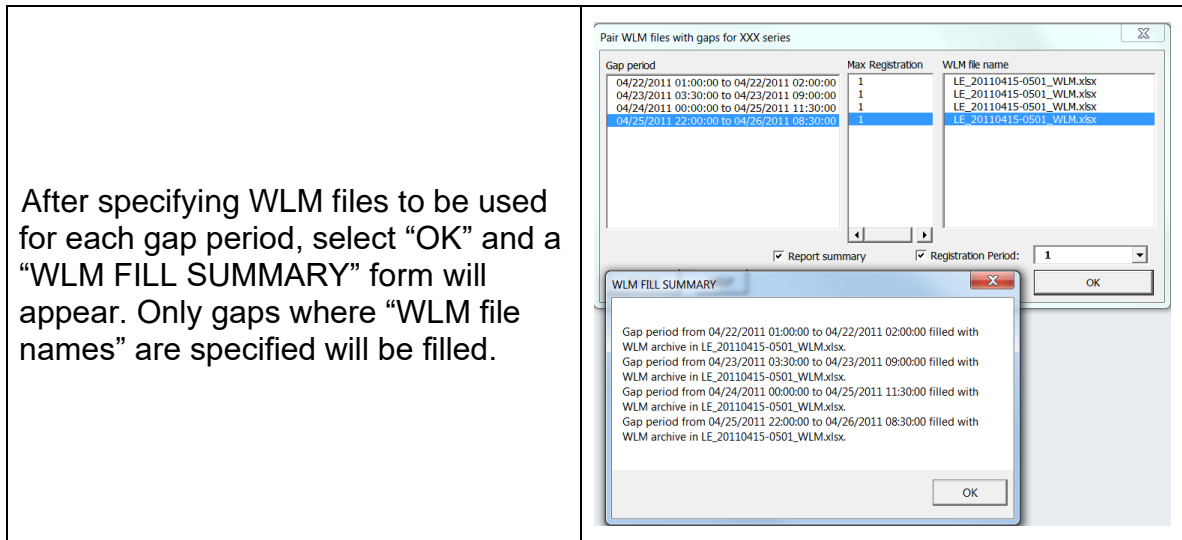 After specifying WLM files to be used
for each gap period, select “OK” and a
“WLM FILL SUMMARY” form will
appear. Only gaps where “WLM file
names” are specified will be filled.
Pair WLM files with gaps for XXX series
Gap period Max Registration WLM file name
04/22/2011 01:00:00 to 04/22/2011 02:00:00 1 LE_20110415-0501_WLM.xlsx
04/23/2011 03:30:00 to 04/23/2011 09:00:00 1 LE_20110415-0501_WLM.xlsx
04/24/2011 00:00:00 to 04/25/2011 11:30:00 1 LE_20110415-0501_WLM.xlsx
04/25/2011 22:00:00 to 04/26/2011 08:30:00 1 LE_20110415-0501_WLM.xlsx
Report summary Registration Period: 1
OK
WLM FILL SUMMARY
Gap period from 04/22/2011 01:00:00 to 04/22/2011 02:00:00 filled with
WLM archive in LE_20110415-0501_WLM.xlsx.
Gap period from 04/23/2011 03:30:00 to 04/23/2011 09:00:00 filled with
WLM archive in LE_20110415-0501_WLM.xlsx.
Gap period from 04/24/2011 00:00:00 to 04/25/2011 11:30:00 filled with
WLM archive in LE_20110415-0501_WLM.xlsx.
Gap period from 04/25/2011 22:00:00 to 04/26/2011 08:30:00 filled with
WLM archive in LE_20110415-0501_WLM.xlsx.
OK